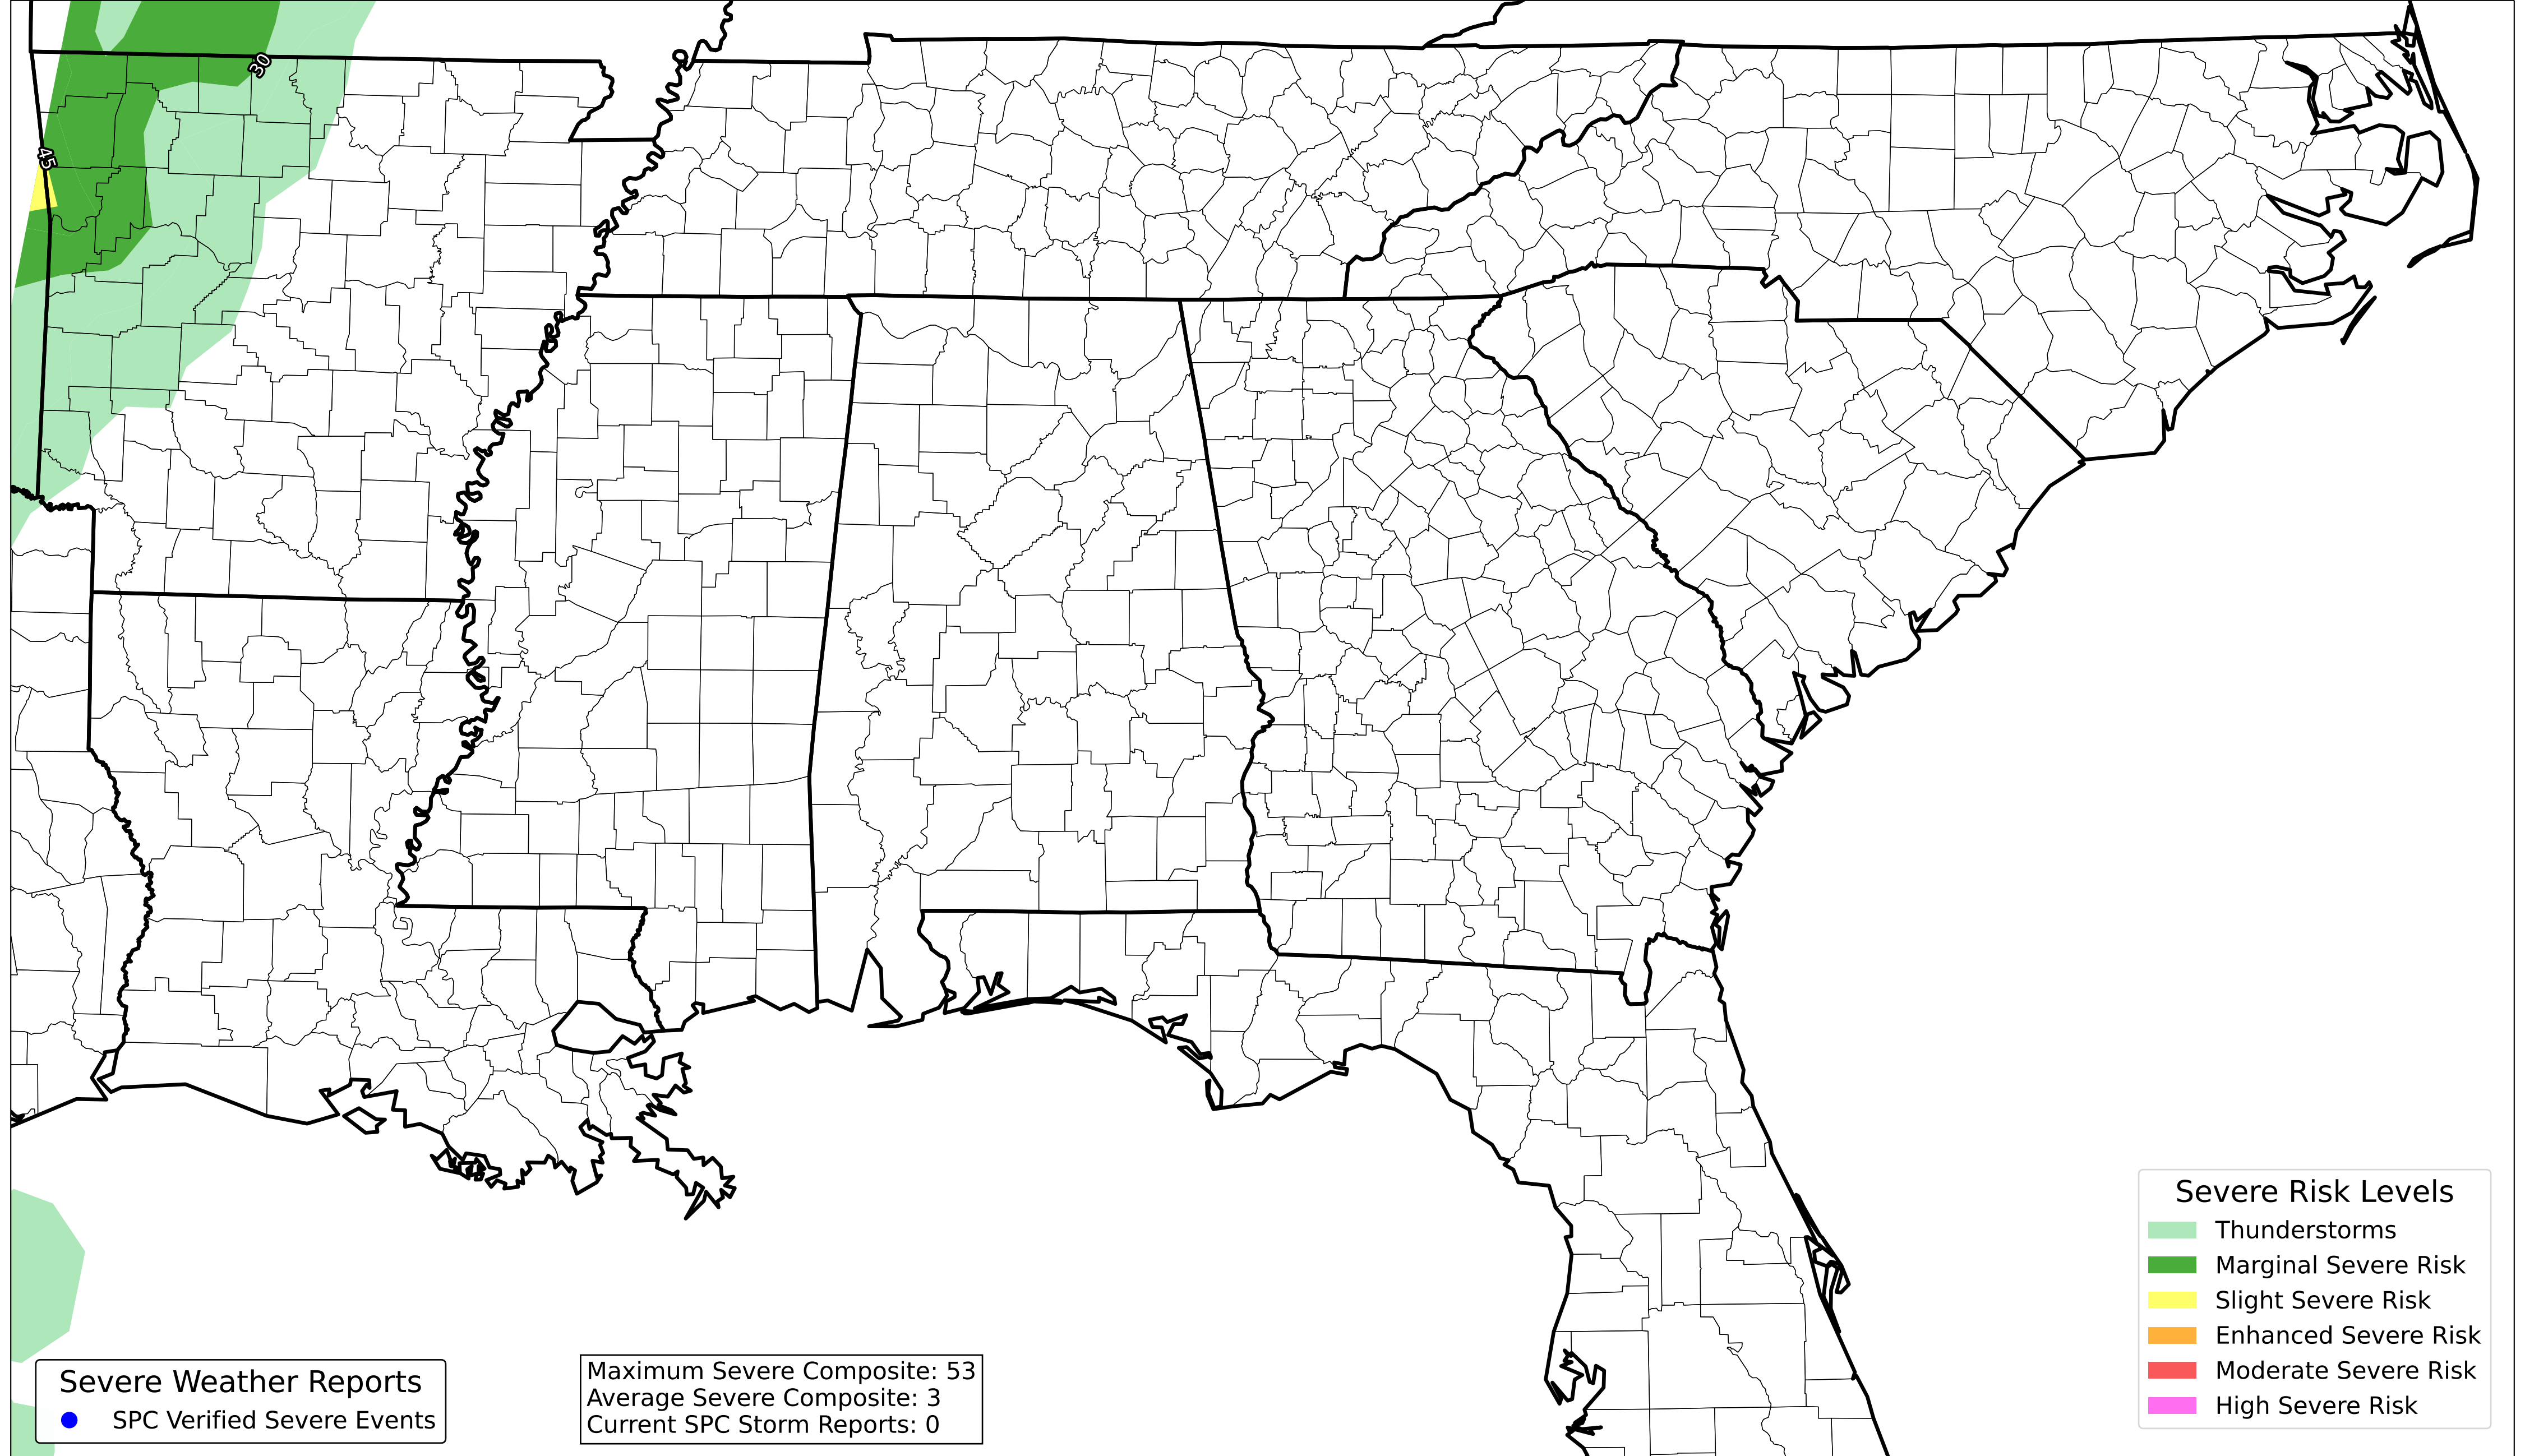 30
45
Severe Weather Reports
SPC Verified Severe Events
Maximum Severe Composite: 53
Average Severe Composite: 3
Current SPC Storm Reports: 0
Severe Risk Levels
Thunderstorms
Marginal Severe Risk
Slight Severe Risk
Enhanced Severe Risk
Moderate Severe Risk
High Severe Risk